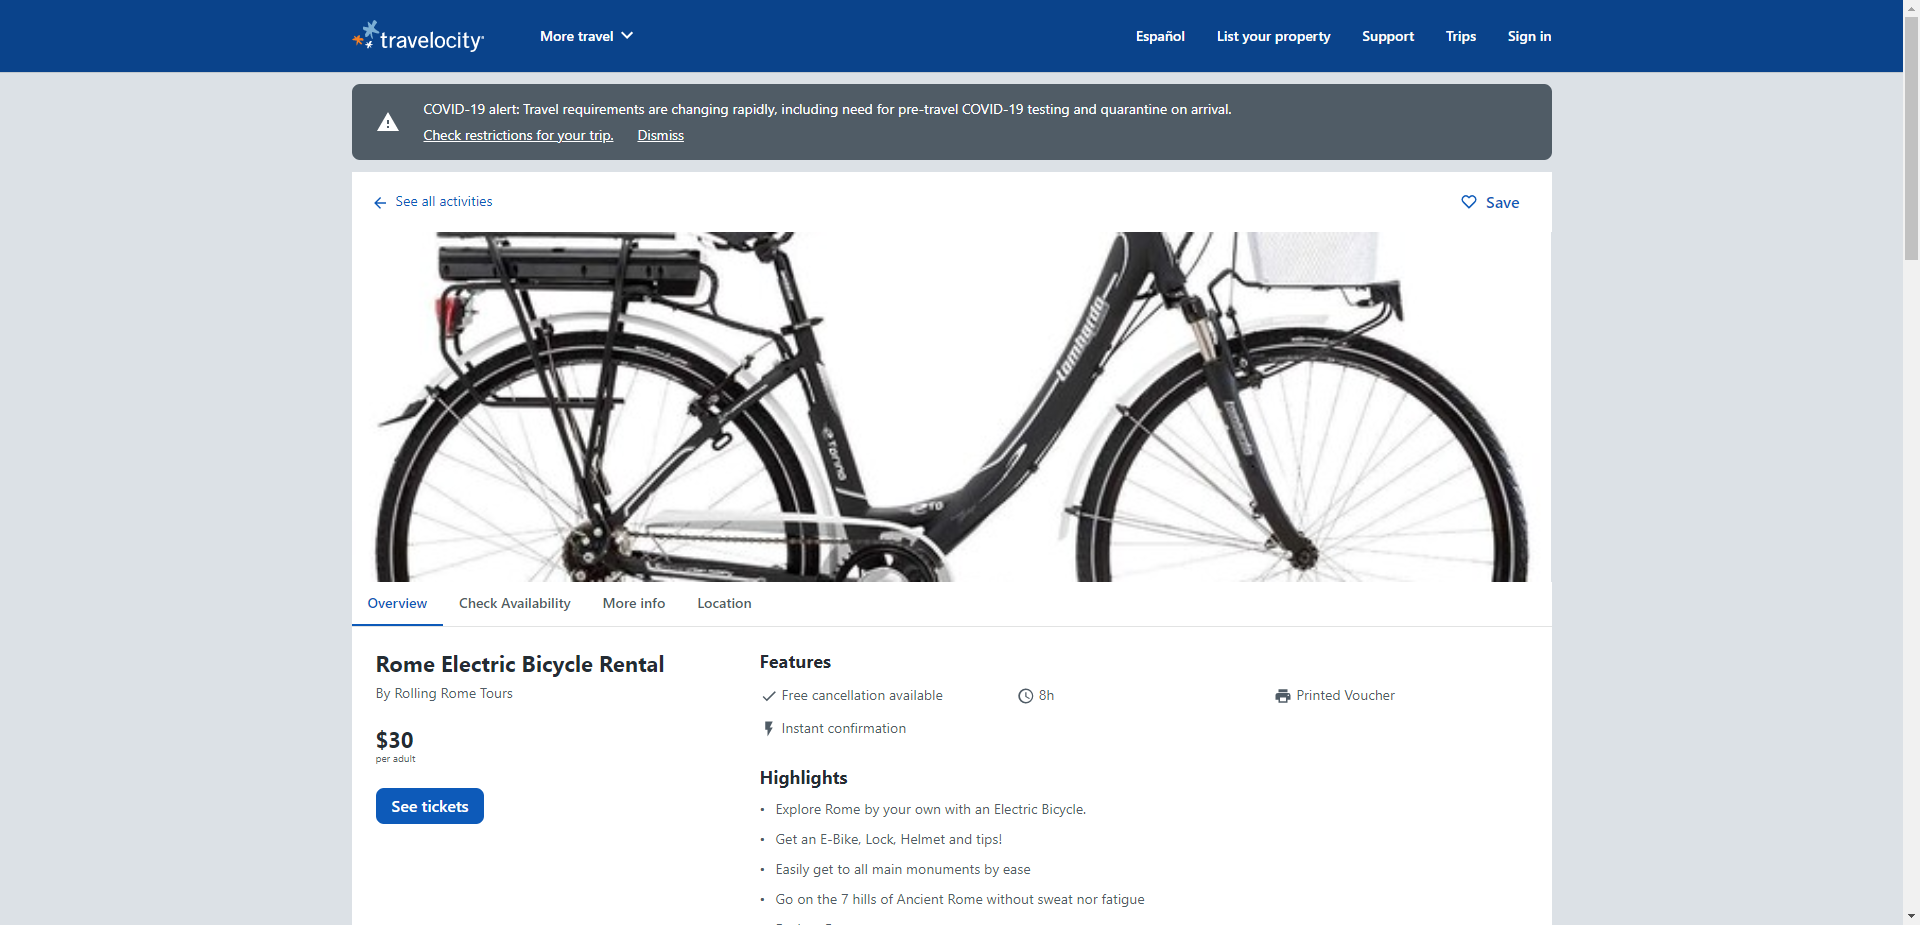 travelocity
More travel
Español
List your property
Support
Trips
Sign in
COVID-19 alert: Travel requirements are changing rapidly, including need for pre-travel COVID-19 testing and quarantine on arrival.
Check restrictions for your trip.
Dismiss
See all activities
Save
Lombardo
e Torino
Overview
Check Availability
More info
Location
Rome Electric Bicycle Rental
By Rolling Rome Tours
$30
per adult
See tickets
Features
Free cancellation available
8h
Printed Voucher
Instant confirmation
Highlights
• Explore Rome by your own with an Electric Bicycle.
• Get an E-Bike, Lock, Helmet and tips!
• Easily get to all main monuments by ease
• Go on the 7 hills of Ancient Rome without sweat nor fatigue